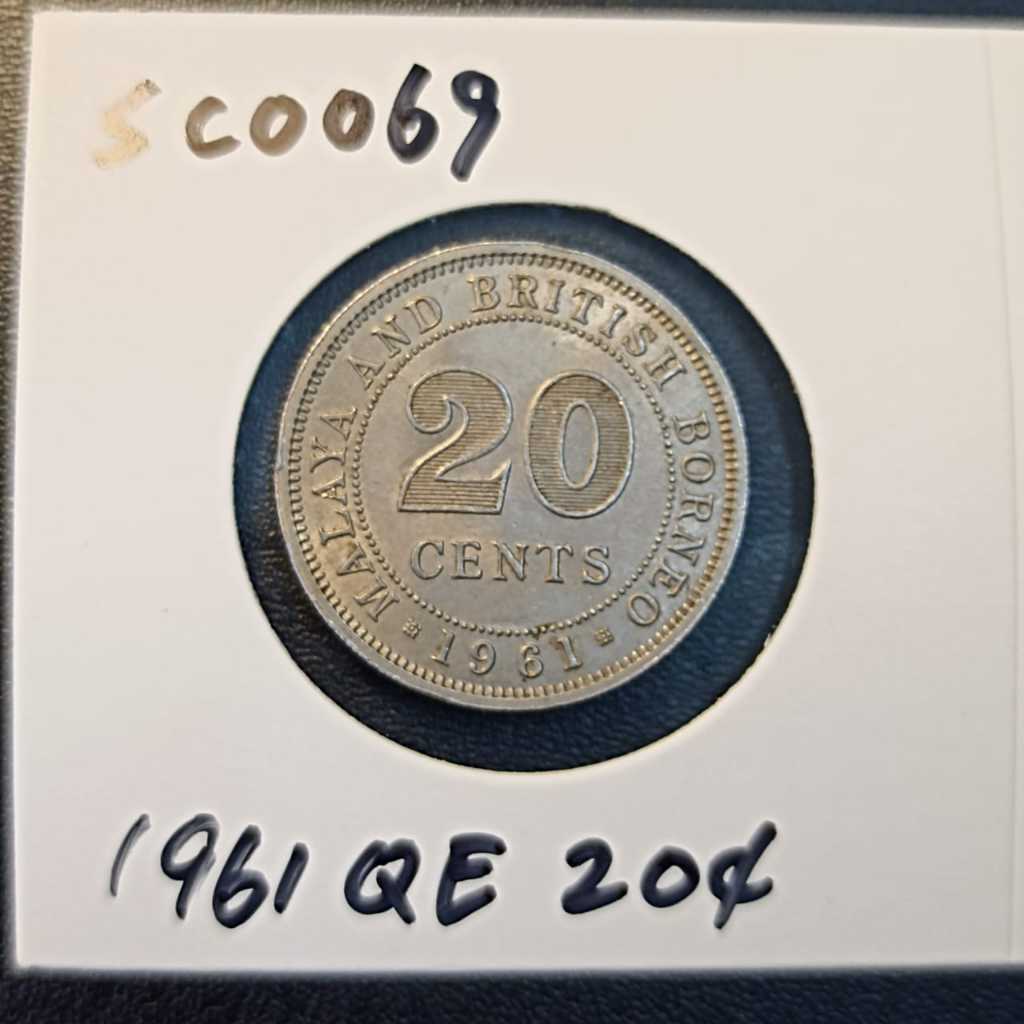 SC0069
MALAYA AND BRITISH BORNEO
20
CENTS
1961
1961 QE 20¢